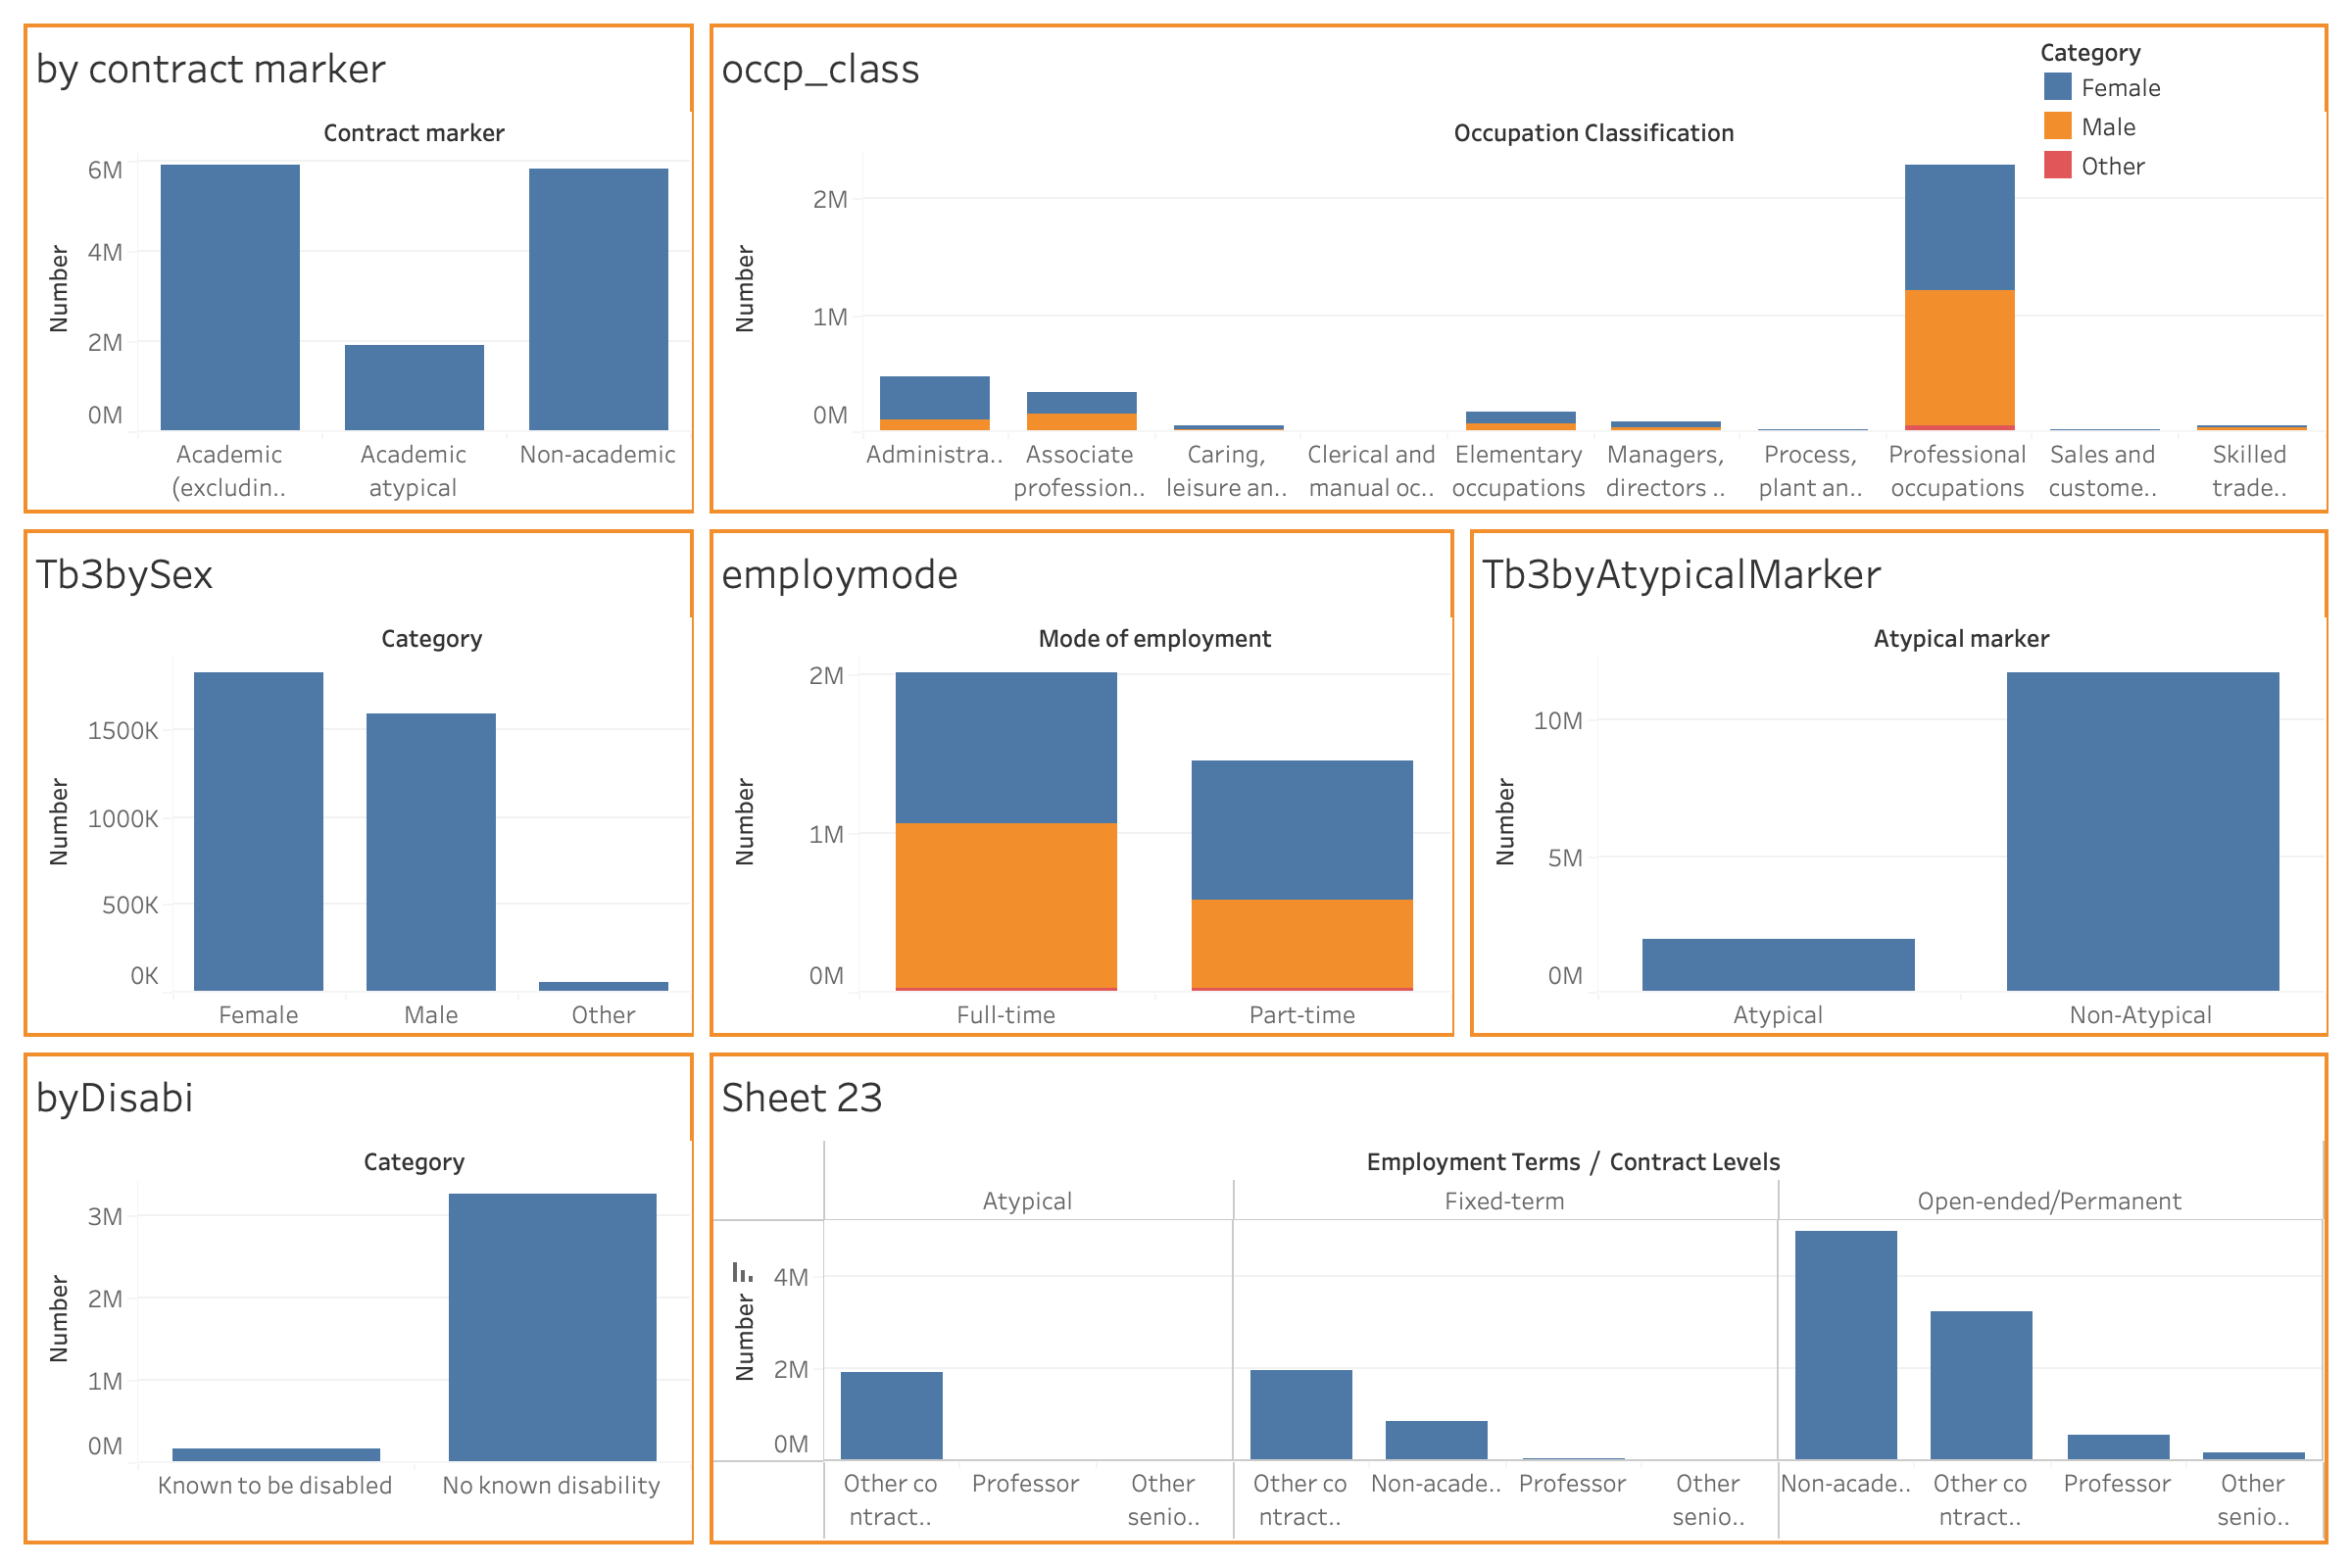 by contract marker
Contract marker
Number
6M
4M
2M
0M
Academic
(excludin..
Academic
atypical
Non-academic
occp_class
Category
Female
Male
Other
Occupation Classification
Number
2M
1M
0M
Administra..
Associate
profession..
Caring,
leisure an..
Clerical and
manual oc..
Elementary
occupations
Managers,
directors ..
Process,
plant an..
Professional
occupations
Sales and
custome..
Skilled
trade..
Tb3bySex
Category
Number
1500K
1000K
500K
0K
Female
Male
Other
employmode
Mode of employment
Number
2M
1M
0M
Full-time
Part-time
Tb3byAtypicalMarker
Atypical marker
Number
10M
5M
0M
Atypical
Non-Atypical
byDisabi
Category
Number
3M
2M
1M
0M
Known to be disabled
No known disability
Sheet 23
Employment Terms / Contract Levels
Atypical
Fixed-term
Open-ended/Permanent
Number
4M
2M
0M
Other co
ntract..
Professor
Other
senio..
Other co
ntract..
Non-acade..
Professor
Other
senio..
Non-acade..
Other co
ntract..
Professor
Other
senio..